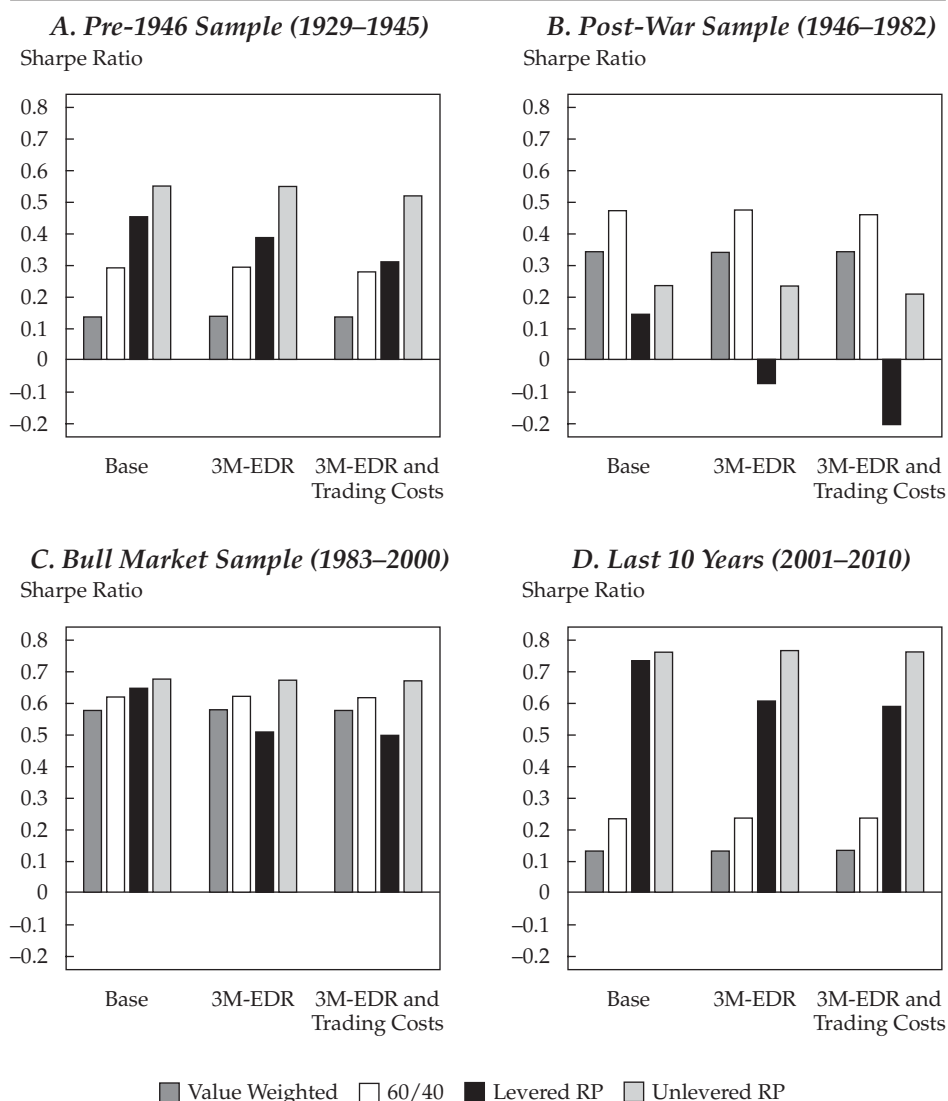 A. Pre-1946 Sample (1929–1945)
Sharpe Ratio
0.8
0.7
0.6
0.5
0.4
0.3
0.2
0.1
0
–0.1
–0.2
Base
3M-EDR
3M-EDR and
Trading Costs
B. Post-War Sample (1946–1982)
Sharpe Ratio
0.8
0.7
0.6
0.5
0.4
0.3
0.2
0.1
0
–0.1
–0.2
Base
3M-EDR
3M-EDR and
Trading Costs
C. Bull Market Sample (1983–2000)
Sharpe Ratio
0.8
0.7
0.6
0.5
0.4
0.3
0.2
0.1
0
–0.1
–0.2
Base
3M-EDR
3M-EDR and
Trading Costs
D. Last 10 Years (2001–2010)
Sharpe Ratio
0.8
0.7
0.6
0.5
0.4
0.3
0.2
0.1
0
–0.1
–0.2
Base
3M-EDR
3M-EDR and
Trading Costs
Value Weighted 60/40 Levered RP Unlevered RP